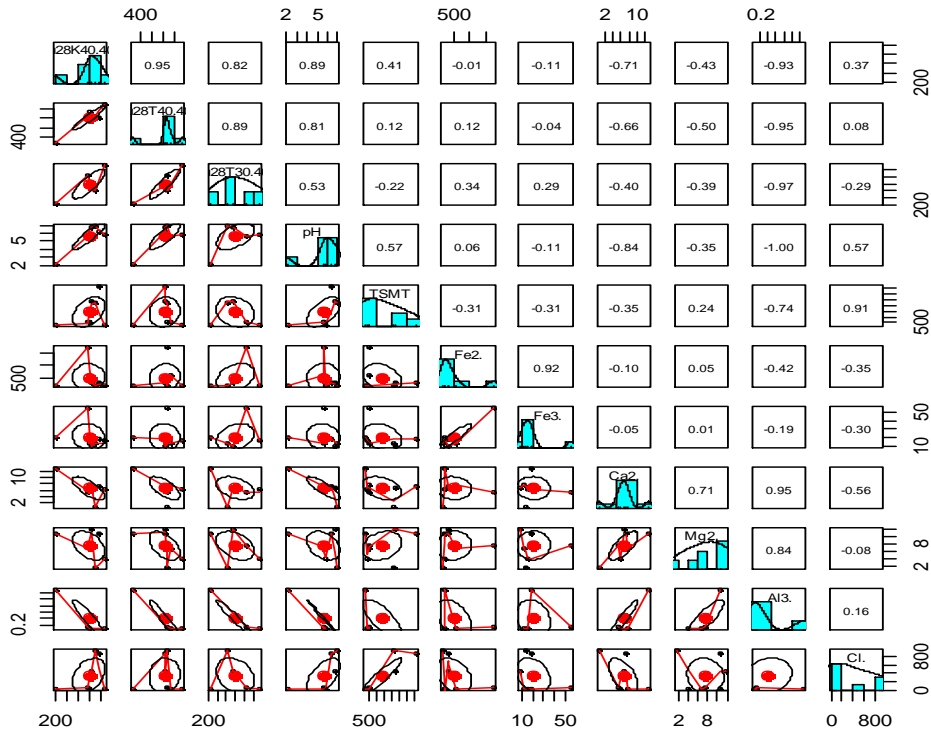 400 2 5 500 2 10 0.2
28K40.4 0.95 0.82 0.89 0.41 -0.01 -0.11 -0.71 -0.43 -0.93 0.37 200
400 28T40.4 0.89 0.81 0.12 0.12 -0.04 -0.66 -0.50 -0.95 0.08
28T30.4 0.53 -0.22 0.34 0.29 -0.40 -0.39 -0.97 -0.29 200
2 5 pH 0.57 0.06 -0.11 -0.84 -0.35 -1.00 0.57
TSMT -0.31 -0.31 -0.35 0.24 -0.74 0.91 500
500 Fe2. 0.92 -0.10 0.05 -0.42 -0.35
Fe3. -0.05 0.01 -0.19 -0.30 10 50
2 10 Ca2. 0.71 0.95 -0.56
Mg2. 0.84 -0.08 2 8
0.2 Al3. 0.16
Cl. 0 800
200 200 500 10 50 2 8 0 800